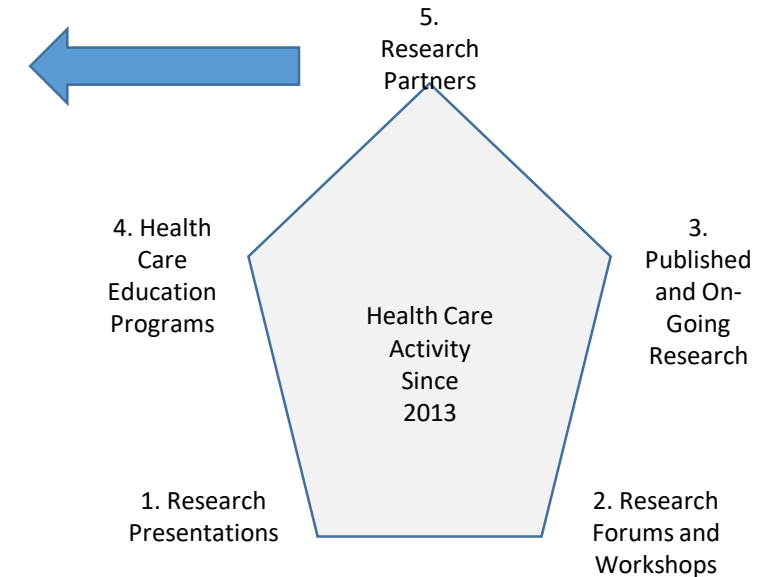 5.
Research
Partners
4. Health
Care
Education
Programs
3.
Published
and On-
Going
Research
Health Care
Activity
Since
2013
1. Research
Presentations
2. Research
Forums and
Workshops